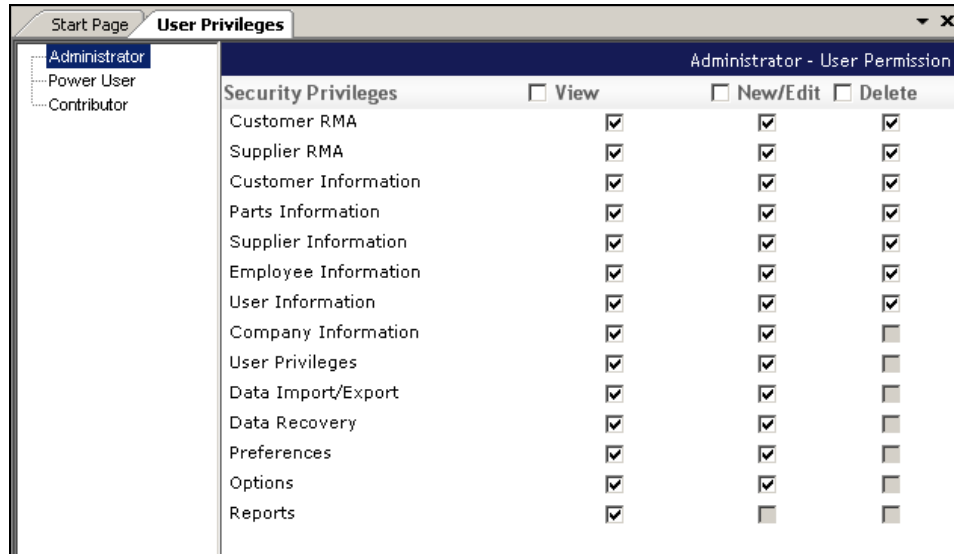 Start Page User Privileges
Administrator
Power User
Contributor
Administrator - User Permission
Security Privileges View New/Edit Delete
Customer RMA
Supplier RMA
Customer Information
Parts Information
Supplier Information
Employee Information
User Information
Company Information
User Privileges
Data Import/Export
Data Recovery
Preferences
Options
Reports